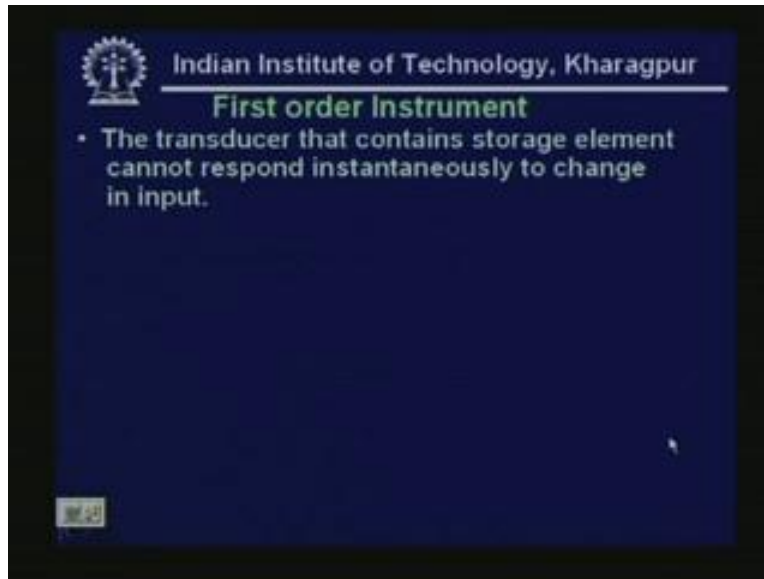 Indian Institute of Technology, Kharagpur
First order Instrument
• The transducer that contains storage element
cannot respond instantaneously to change
in input.